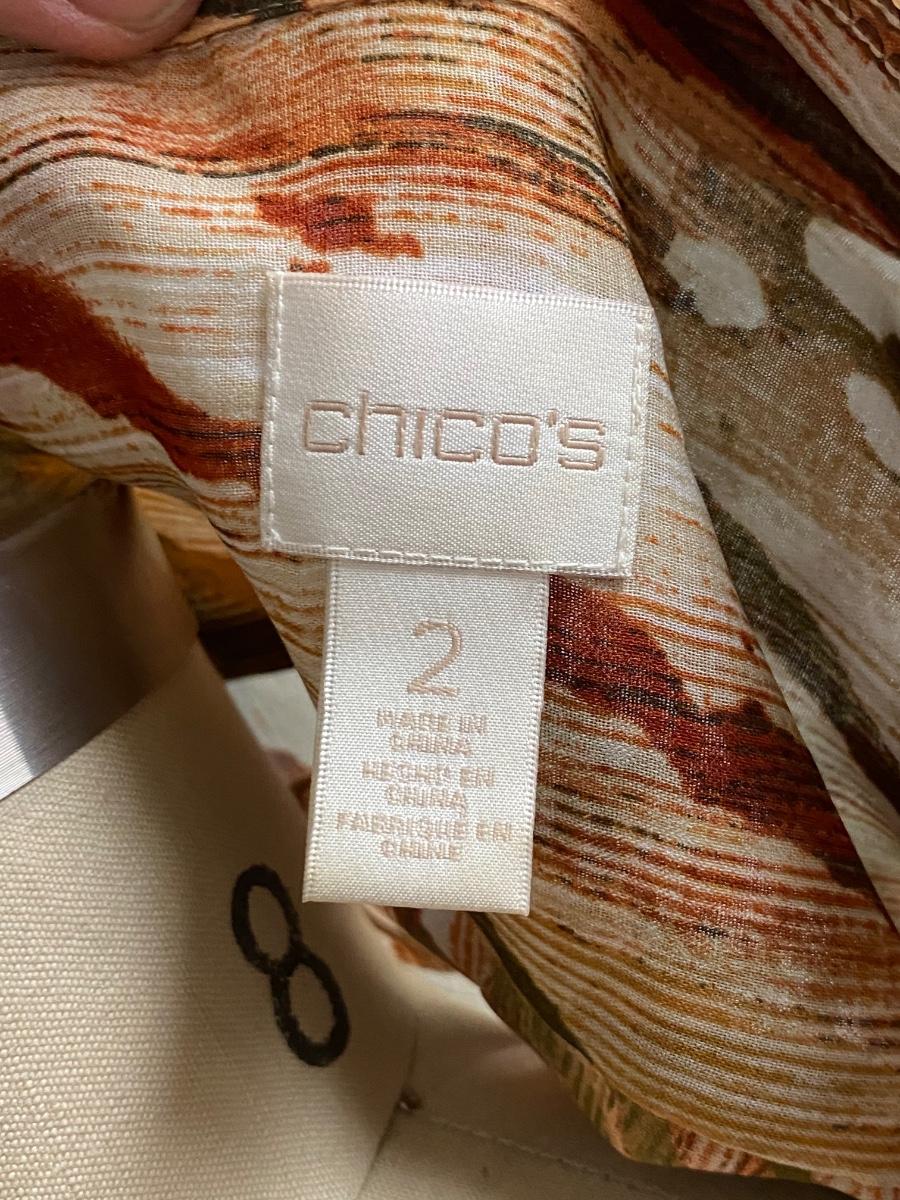 chico's
2
MADE IN
CHINA
HECHO EN
CHINA
FABRIQUE EN
CHINE
8